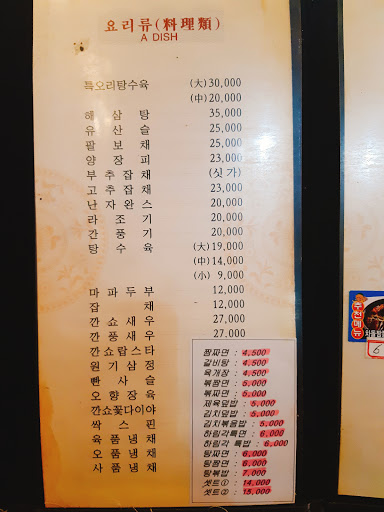 요리류(料理類)
A DISH
특오리탕수육 (大)30,000
(中)20,000
해삼탕 35,000
유산슬 25,000
팔보채 25,000
양장피 23,000
부추잡채 (싯가)
고추잡채 23,000
난자완스 20,000
라조기 20,000
간풍기 20,000
탕수육 (大)19,000
(中)14,000
(小) 9,000
마파두부 12,000
잡채 12,000
깐쇼새우 27,000
깐풍새우 27,000
깐쇼랍스타
원기삼정
빤사슬
오향장육
깐쇼꽃다이야
싹스핀
육품냉채
오품냉채
사품냉채
짬짜면 : 4,500
갈비탕 : 4,500
육개장 : 4,500
볶짬면 : 5,000
볶짜면 : 5,000
제육덮밥 : 5,000
김치덮밥 : 5,000
김치볶음밥 : 5,000
하림각특면 : 6,000
하림각 특밥 : 6,000
탕짜면 : 6,000
탕짬면 : 6,000
탕볶밥 : 7,000
셋트① : 14,000
셋트② : 15,000
추천메뉴
6